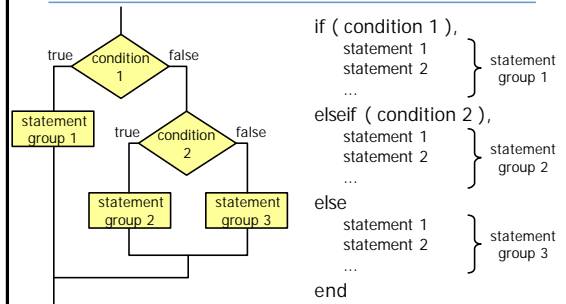 true
condition
1
false
statement
group 1
true
condition
2
false
statement
group 2
statement
group 3
if ( condition 1 ),
statement 1
statement 2
...
statement
group 1
elseif ( condition 2 ),
statement 1
statement 2
...
statement
group 2
else
statement 1
statement 2
...
statement
group 3
end